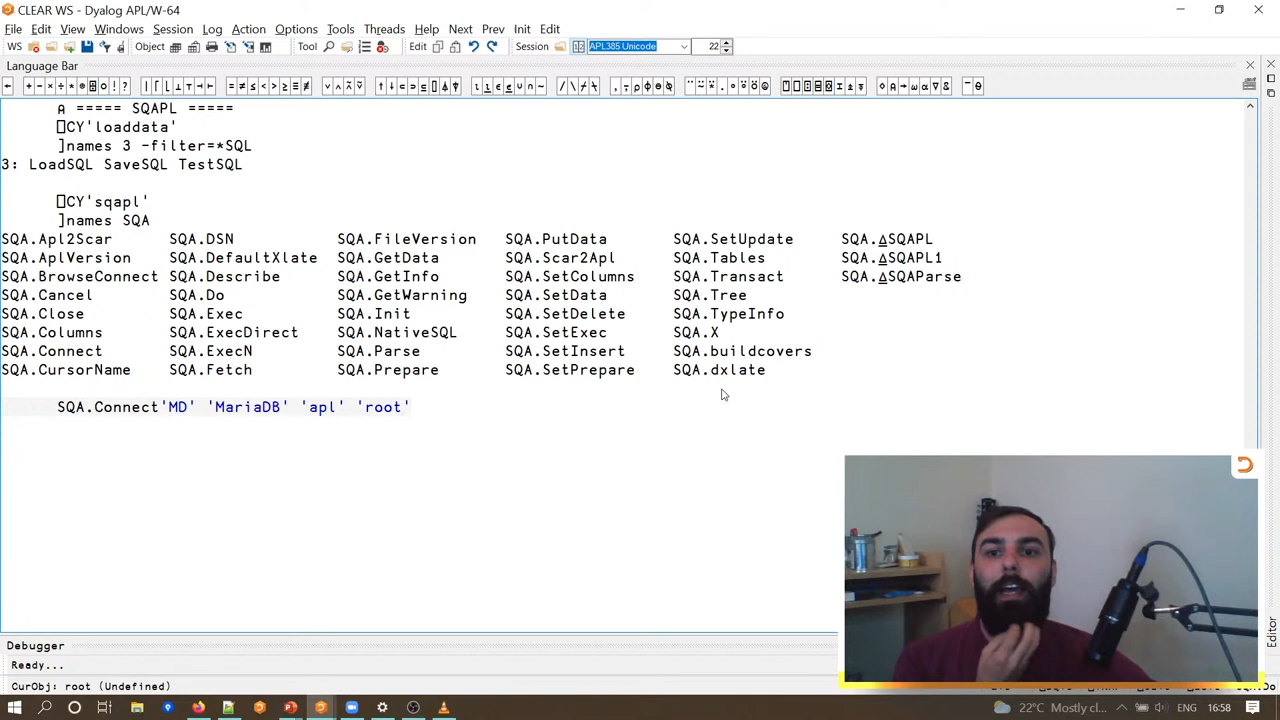 CLEAR WS - Dyalog APL/W-64
File Edit View Windows Session Log Action Options Tools Threads Help Next Prev Init Edit
WS Object Tool Edit Session APL385 Unicode 22
Language Bar
⍝ ===== SQAPL =====
⎕CY'loaddata'
]names 3 -filter=*SQL
3: LoadSQL SaveSQL TestSQL
⎕CY'sqapl'
]names SQA
SQA.Apl2Scar SQA.DSN SQA.FileVersion SQA.PutData SQA.SetUpdate SQA.∆SQAPL
SQA.AplVersion SQA.DefaultXlate SQA.GetData SQA.Scar2Apl SQA.Tables SQA.∆SQAPL1
SQA.BrowseConnect SQA.Describe SQA.GetInfo SQA.SetColumns SQA.Transact SQA.∆SQAParse
SQA.Cancel SQA.Do SQA.GetWarning SQA.SetData SQA.Tree
SQA.Close SQA.Exec SQA.Init SQA.SetDelete SQA.TypeInfo
SQA.Columns SQA.ExecDirect SQA.NativeSQL SQA.SetExec SQA.X
SQA.Connect SQA.ExecN SQA.Parse SQA.SetInsert SQA.buildcovers
SQA.CursorName SQA.Fetch SQA.Prepare SQA.SetPrepare SQA.dxlate
SQA.Connect'MD' 'MariaDB' 'apl' 'root'
Editor
Debugger
Ready...
CurObj: root (Undefined)
22°C Mostly cl... ENG 16:58